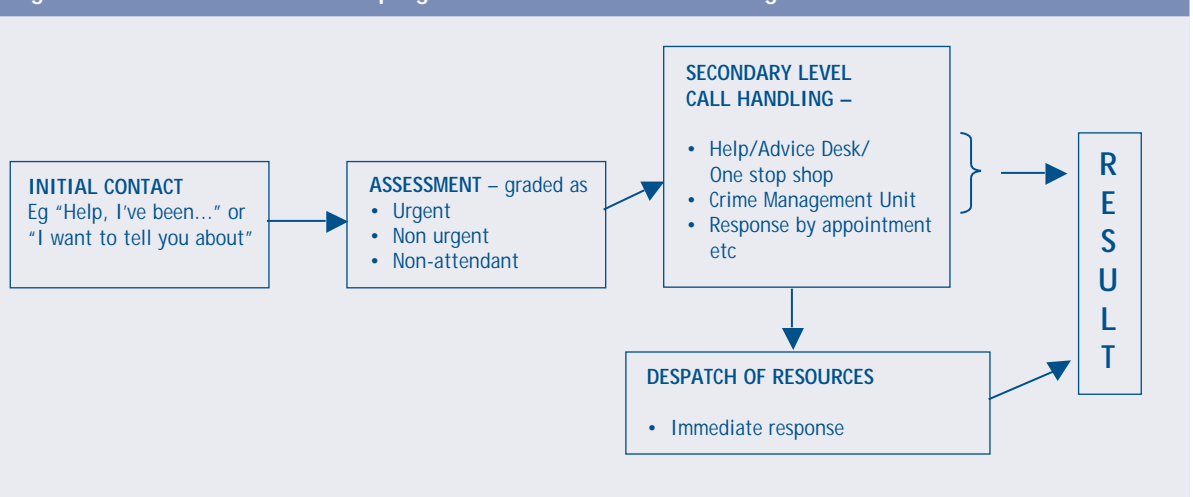 INITIAL CONTACT
Eg “Help, I've been...” or
“I want to tell you about”
ASSESSMENT – graded as
• Urgent
• Non urgent
• Non-attendant
SECONDARY LEVEL
CALL HANDLING –
• Help/Advice Desk/
One stop shop
• Crime Management Unit
• Response by appointment
etc
DESPATCH OF RESOURCES
• Immediate response
R
E
S
U
L
T